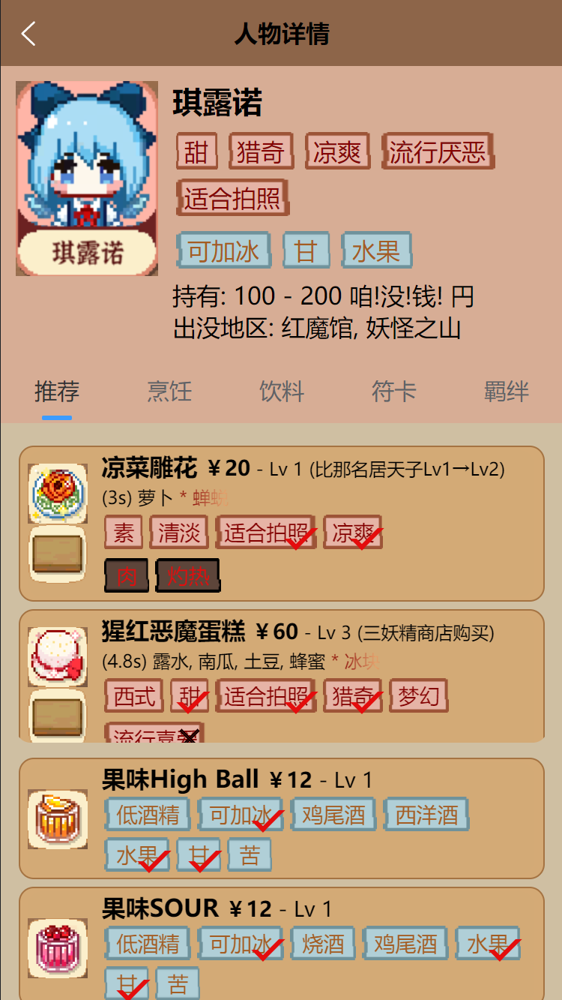 人物详情
琪露诺
琪露诺
甜 猎奇 凉爽 流行厌恶
适合拍照
可加冰 甘 水果
持有: 100 - 200 咱!没!钱! 円
出没地区: 红魔馆, 妖怪之山
推荐 烹饪 饮料 符卡 羁绊
凉菜雕花 ¥20 - Lv 1 (比那名居天子Lv1→Lv2)
(3s) 萝卜 * 蝉蜕
素 清淡 适合拍照 凉爽
肉 灼热
猩红恶魔蛋糕 ¥60 - Lv 3 (三妖精商店购买)
(4.8s) 露水, 南瓜, 土豆, 蜂蜜 * 冰块
西式 甜 适合拍照 猎奇 梦幻
流行喜爱
果味High Ball ¥12 - Lv 1
低酒精 可加冰 鸡尾酒 西洋酒
水果 甘 苦
果味SOUR ¥12 - Lv 1
低酒精 可加冰 烧酒 鸡尾酒 水果
甘 苦